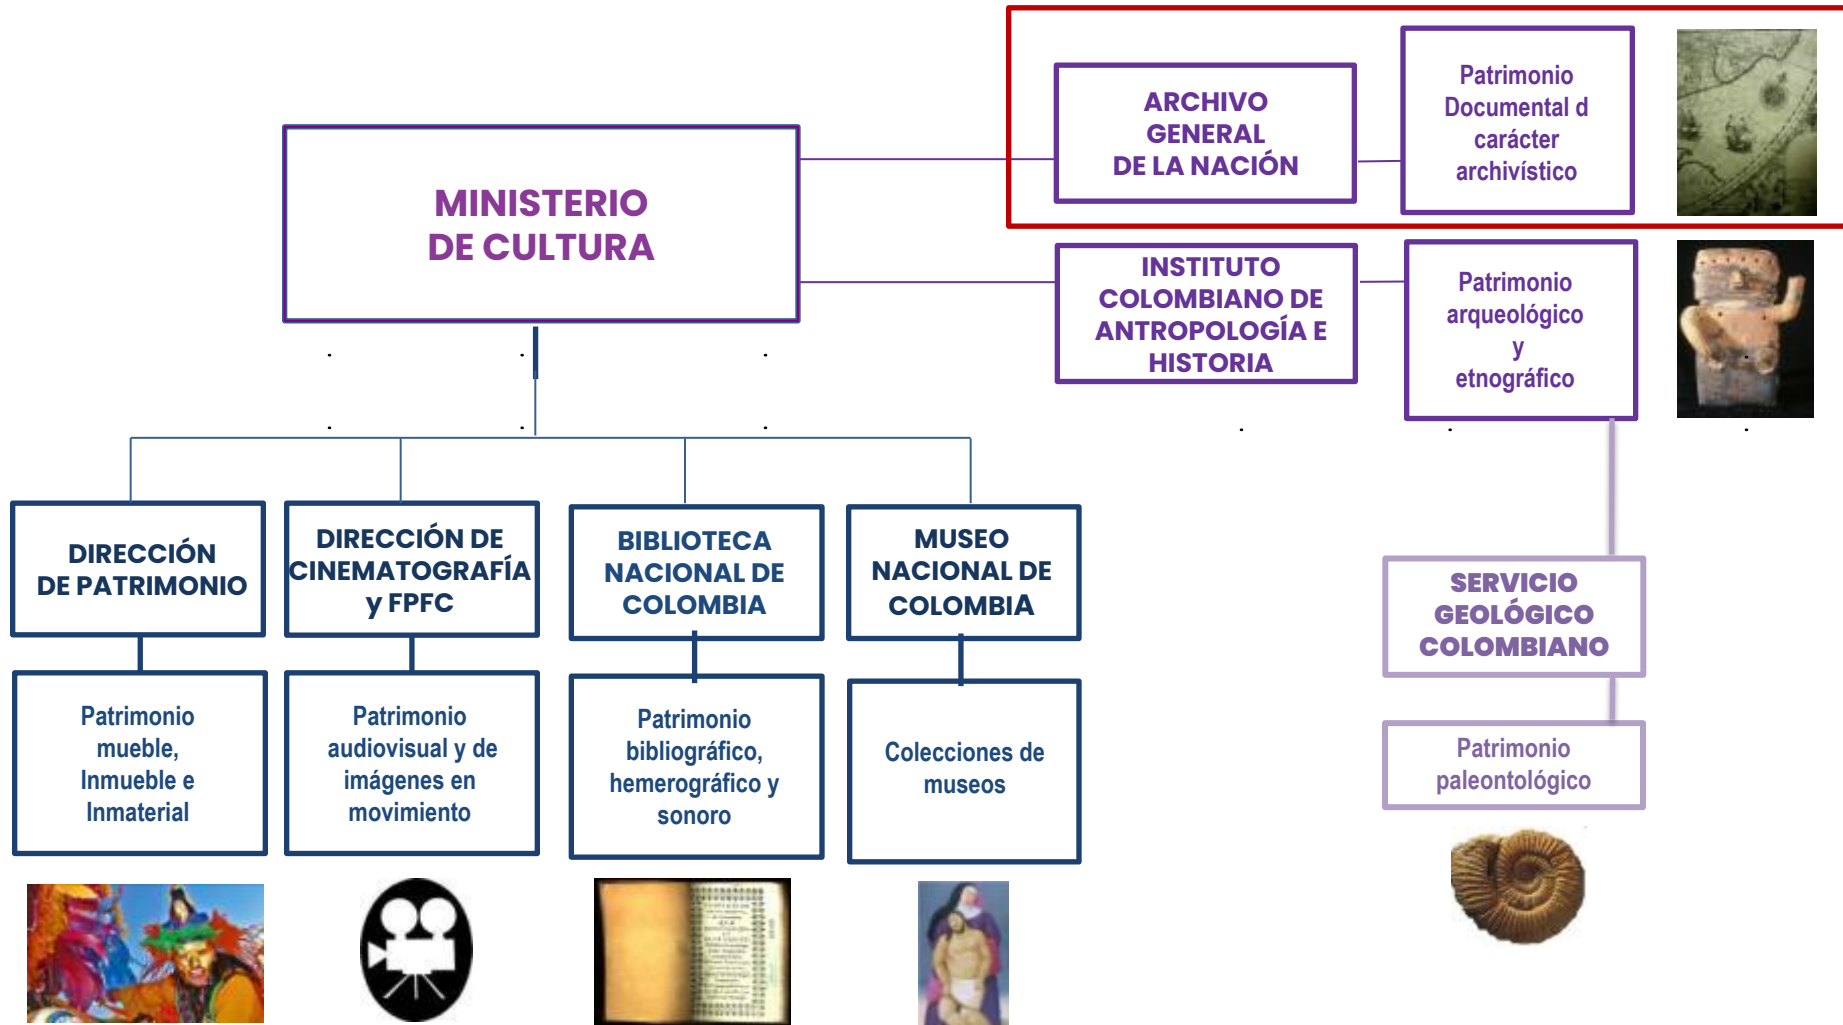 MINISTERIO
DE CULTURA
ARCHIVO
GENERAL
DE LA NACIÓN
Patrimonio
Documental d
carácter
archivístico
INSTITUTO
COLOMBIANO DE
ANTROPOLOGÍA E
HISTORIA
Patrimonio
arqueológico
y
etnográfico
DIRECCIÓN
DE PATRIMONIO
DIRECCIÓN DE
CINEMATOGRAFÍA
y FPFC
BIBLIOTECA
NACIONAL DE
COLOMBIA
MUSEO
NACIONAL DE
COLOMBIA
SERVICIO
GEOLÓGICO
COLOMBIANO
Patrimonio
mueble,
Inmueble e
Inmaterial
Patrimonio
audiovisual y de
imágenes en
movimiento
Patrimonio
bibliográfico,
hemerográfico y
sonoro
Colecciones de
museos
Patrimonio
paleontológico